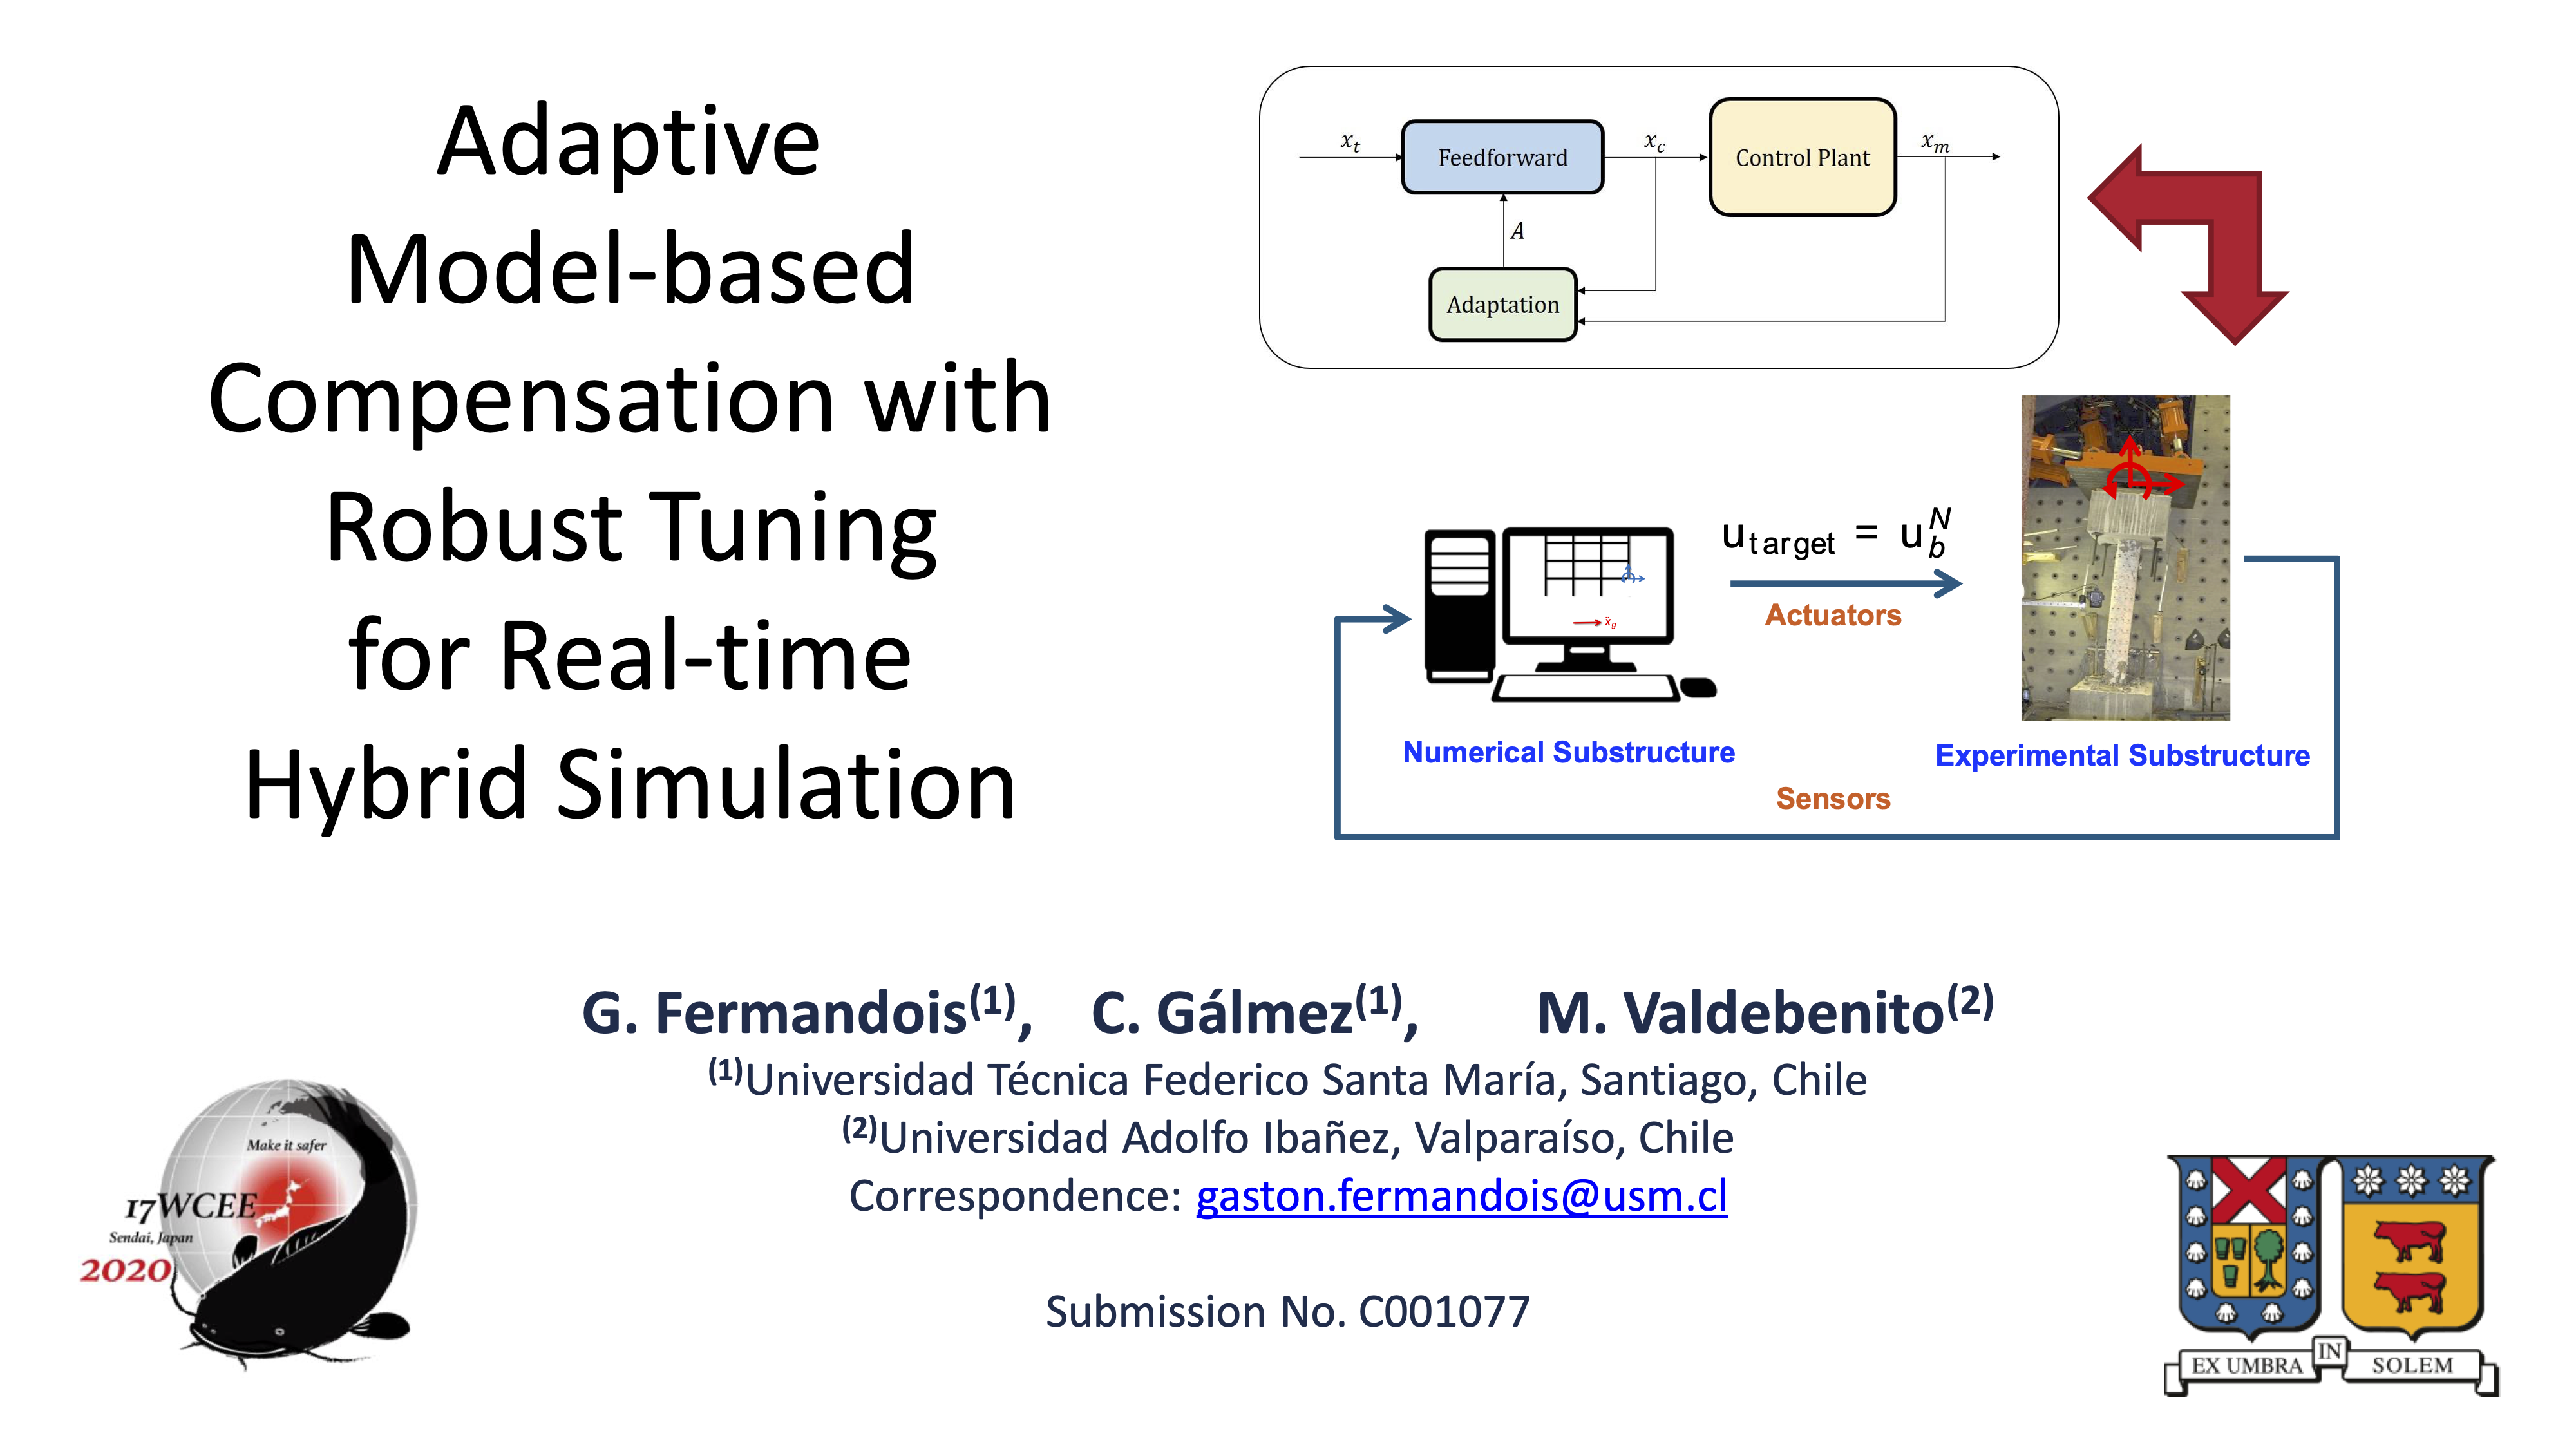 Adaptive
Model-based
Compensation with
Robust Tuning
for Real-time
Hybrid Simulation
x_t
Feedforward
x_c
Control Plant
x_m
A
Adaptation
u_target = u_b^N
Actuators
ẍ_g
Numerical Substructure
Experimental Substructure
Sensors
G. Fermandois(1), C. Gálmez(1), M. Valdebenito(2)
(1)Universidad Técnica Federico Santa María, Santiago, Chile
(2)Universidad Adolfo Ibañez, Valparaíso, Chile
Correspondence: gaston.fermandois@usm.cl
Submission No. C001077
Make it safer
17WCEE
Sendai, Japan
2020
EX UMBRA IN SOLEM